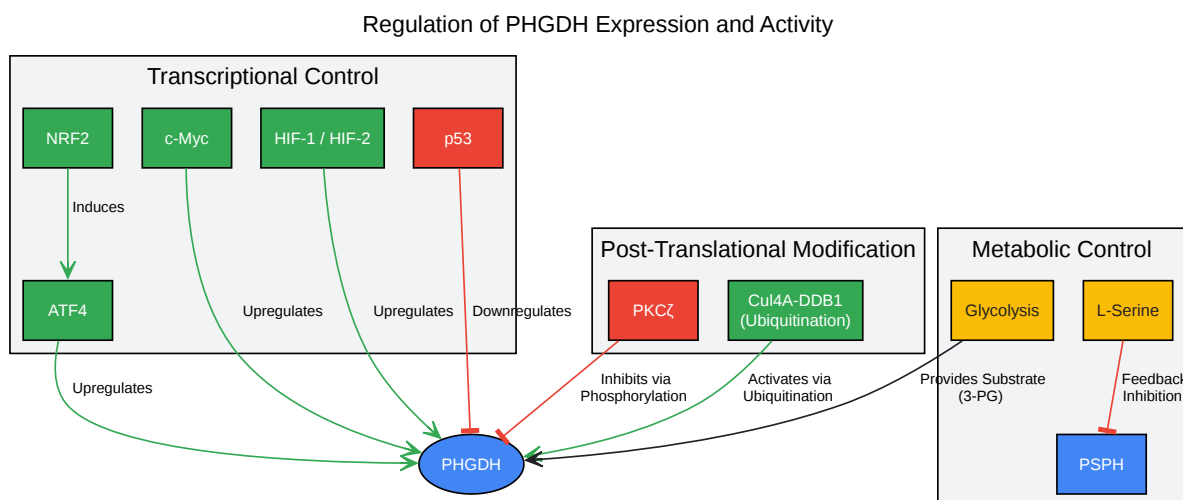 Regulation of PHGDH Expression and Activity
Transcriptional Control
NRF2
c-Myc
HIF-1 / HIF-2
p53
Induces
ATF4
Upregulates
Upregulates
Upregulates
Downregulates
Post-Translational Modification
PKCζ
Cul4A-DDB1
(Ubiquitination)
Inhibits via
Phosphorylation
Activates via
Ubiquitination
Metabolic Control
Glycolysis
L-Serine
Provides Substrate
(3-PG)
Feedback
Inhibition
PHGDH
PSPH